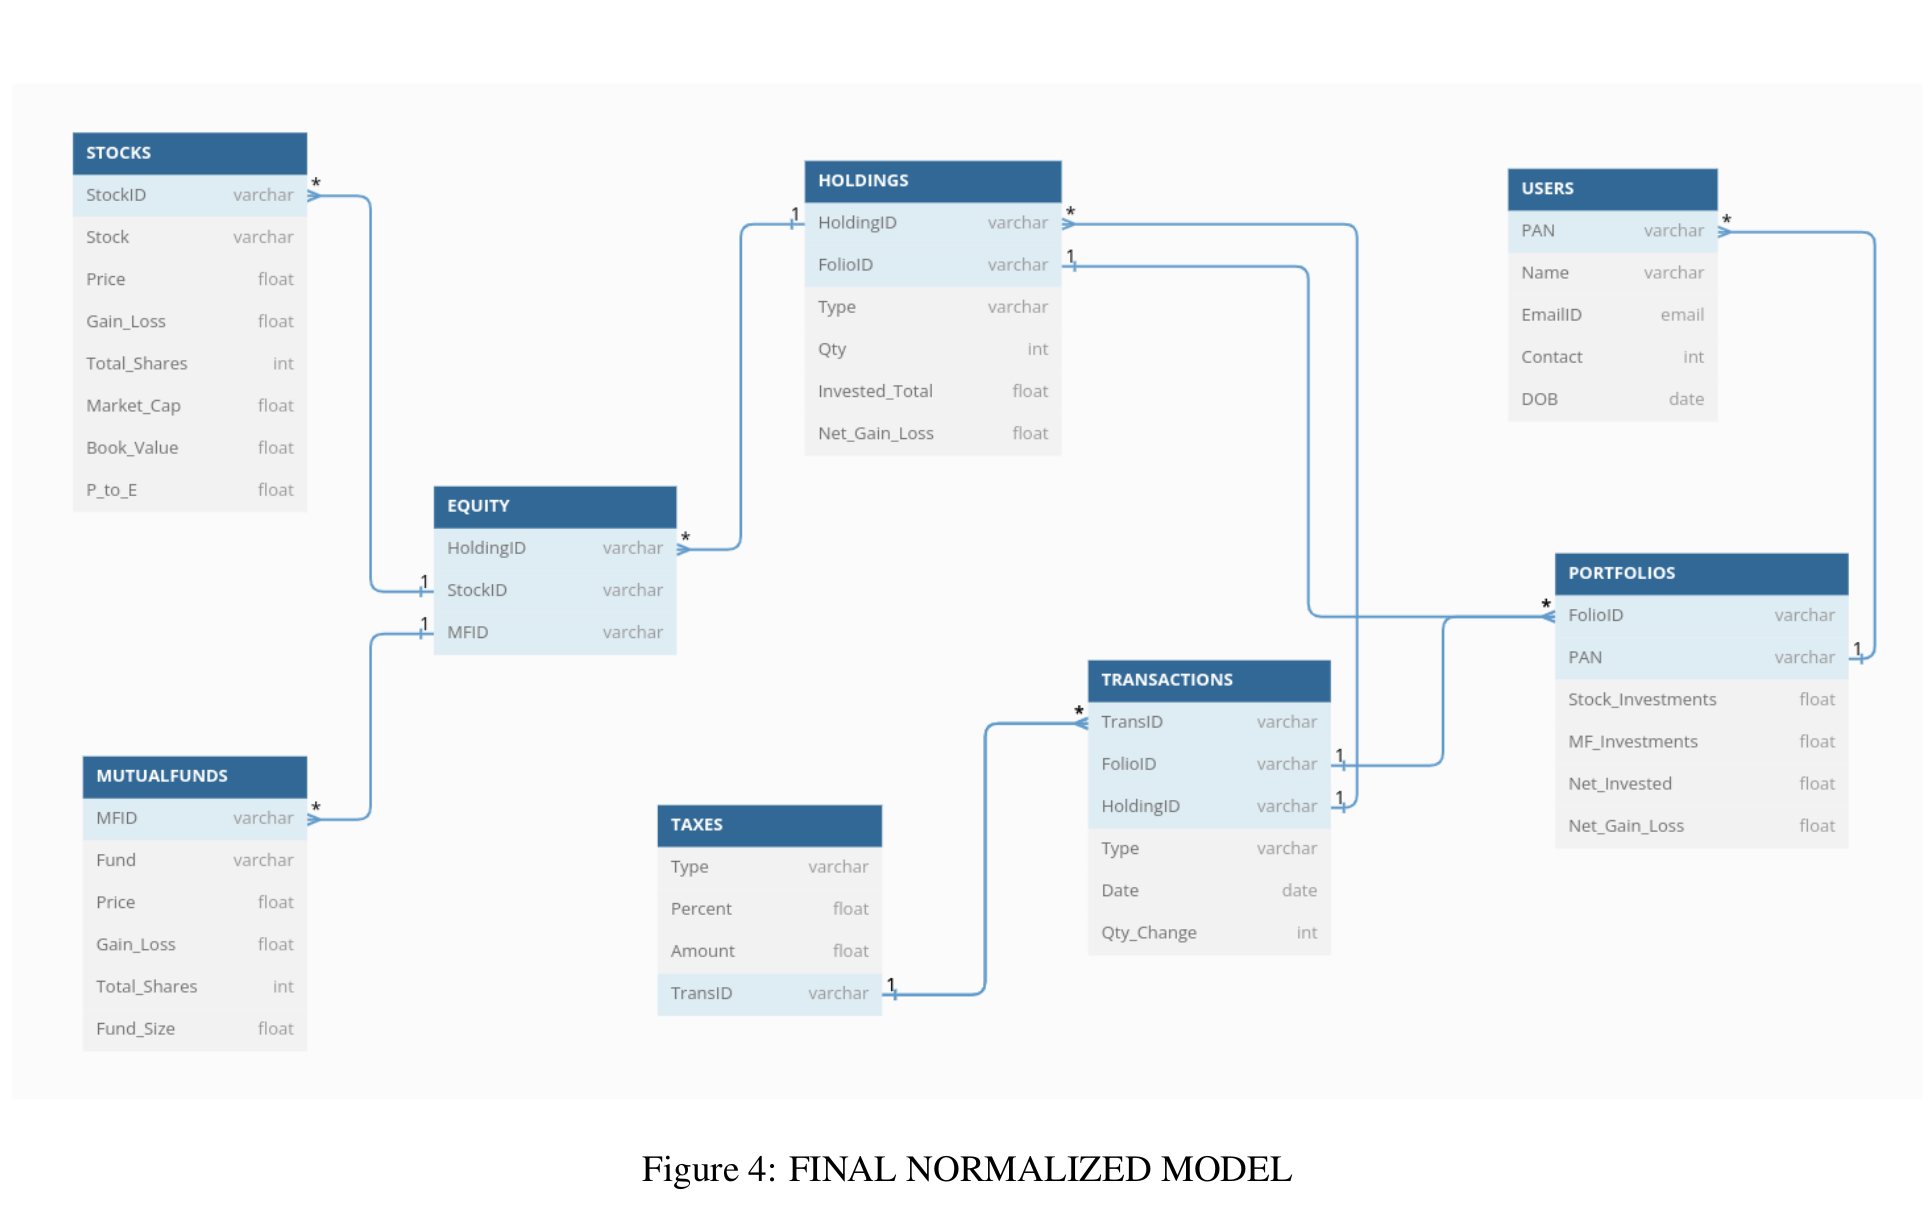 STOCKS
StockID varchar *
Stock varchar
Price float
Gain_Loss float
Total_Shares int
Market_Cap float
Book_Value float
P_to_E float
HOLDINGS
1 HoldingID varchar *
FolioID varchar 1
Type varchar
Qty int
Invested_Total float
Net_Gain_Loss float
USERS
PAN varchar *
Name varchar
EmailID email
Contact int
DOB date
EQUITY
HoldingID varchar *
1 StockID varchar
1 MFID varchar
PORTFOLIOS
* FolioID varchar
PAN varchar 1
Stock_Investments float
MF_Investments float
Net_Invested float
Net_Gain_Loss float
TRANSACTIONS
* TransID varchar
FolioID varchar 1
HoldingID varchar 1
Type varchar
Date date
Qty_Change int
MUTUALFUNDS
MFID varchar *
Fund varchar
Price float
Gain_Loss float
Total_Shares int
Fund_Size float
TAXES
Type varchar
Percent float
Amount float
TransID varchar 1
Figure 4: FINAL NORMALIZED MODEL